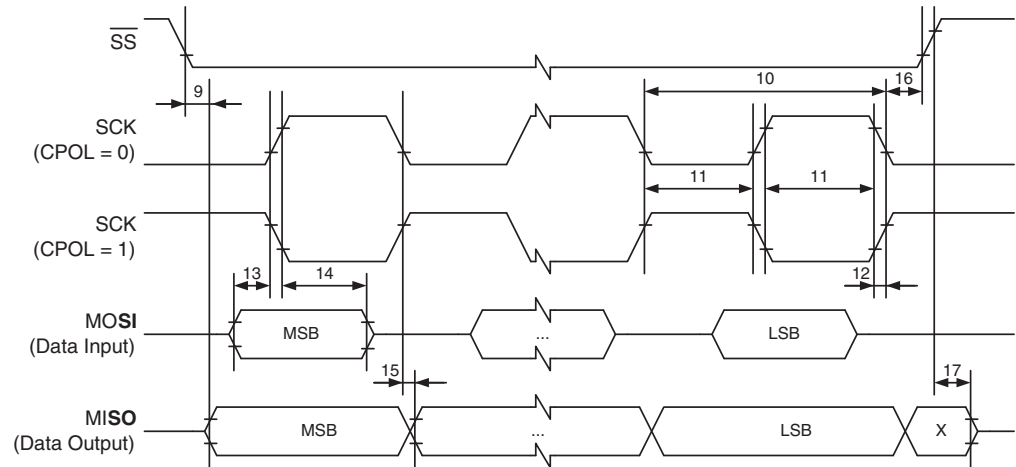 SS
10
16
9
SCK
(CPOL = 0)
11
11
SCK
(CPOL = 1)
13
14
12
MOSI
(Data Input)
MSB
...
LSB
15
17
MISO
(Data Output)
MSB
...
LSB
X